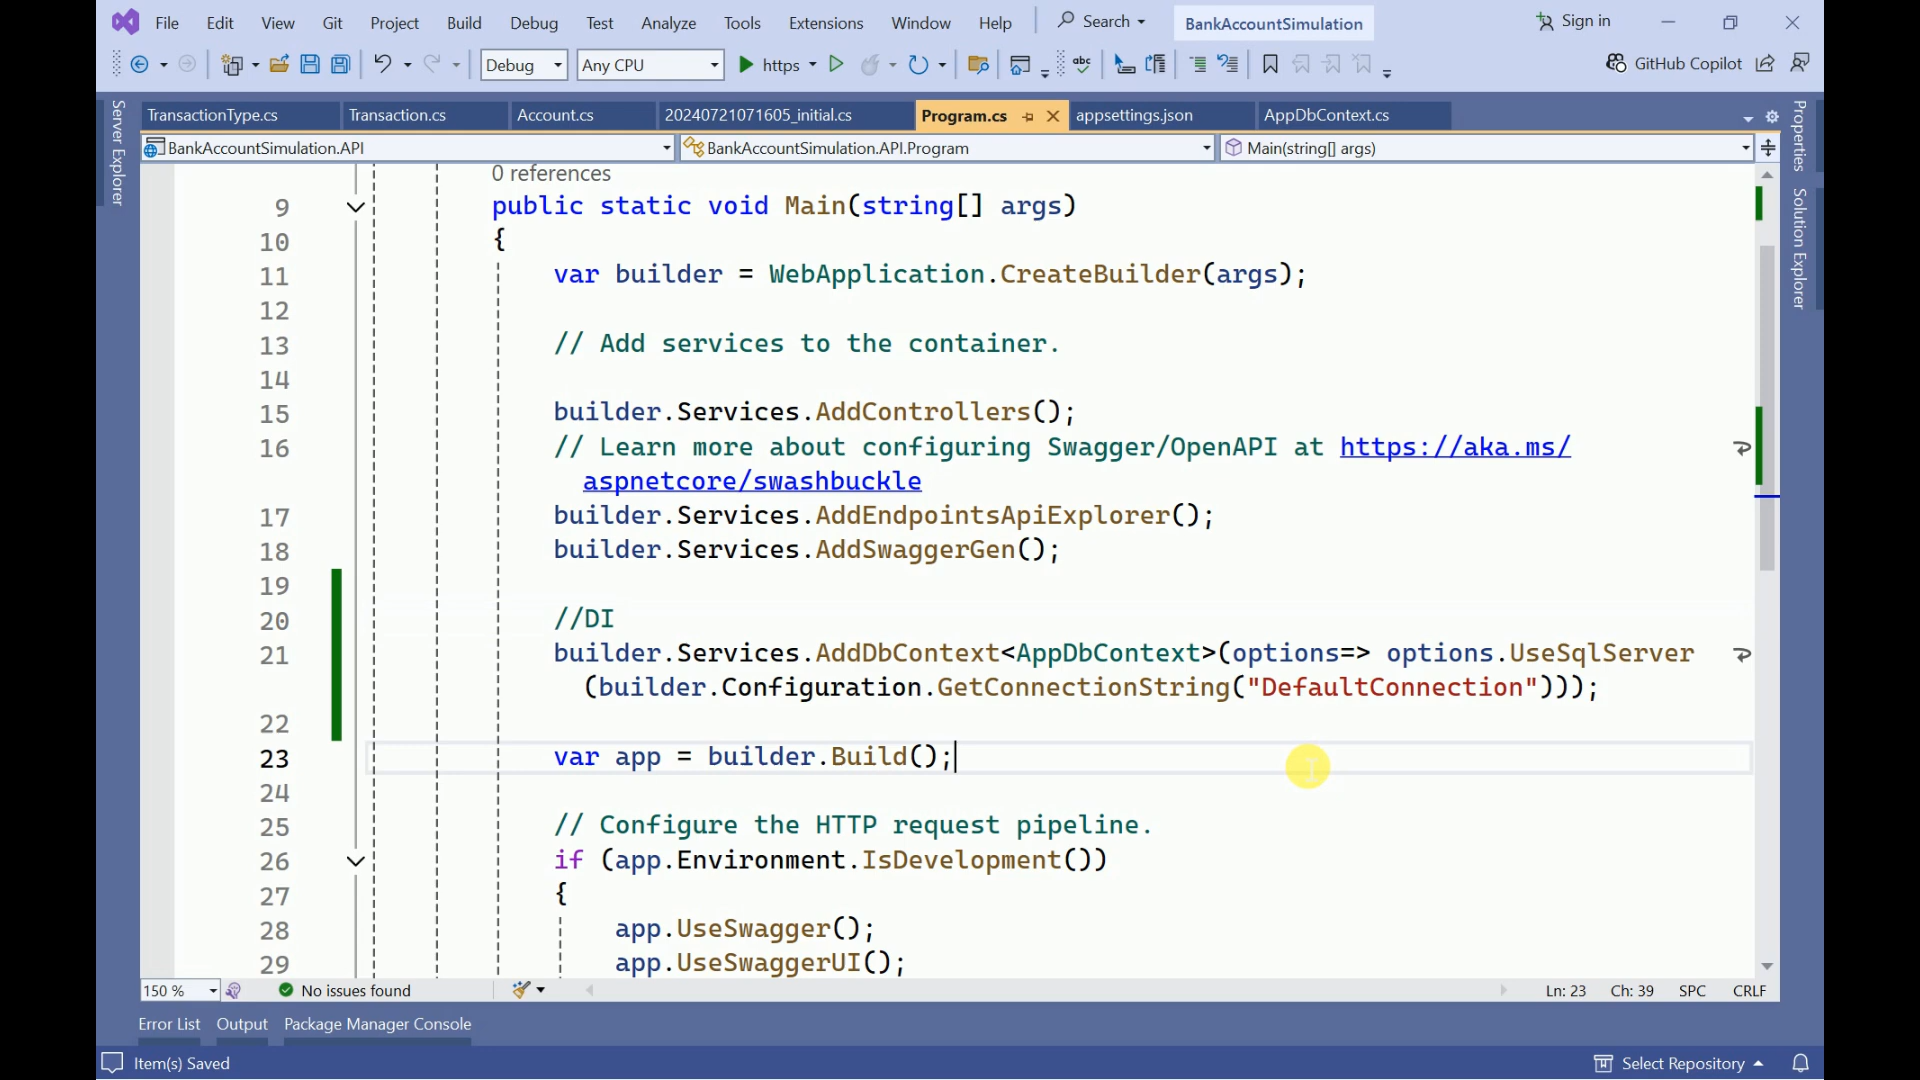 File Edit View Git Project Build Debug Test Analyze Tools Extensions Window Help Search BankAccountSimulation Sign in
Debug Any CPU https GitHub Copilot
Server Explorer
TransactionType.cs Transaction.cs Account.cs 20240721071605_initial.cs Program.cs appsettings.json AppDbContext.cs
BankAccountSimulation.API BankAccountSimulation.API.Program Main(string[] args)
Properties
Solution Explorer
0 references
9 public static void Main(string[] args)
10 {
11 var builder = WebApplication.CreateBuilder(args);
12
13 // Add services to the container.
14
15 builder.Services.AddControllers();
16 // Learn more about configuring Swagger/OpenAPI at https://aka.ms/
aspnetcore/swashbuckle
17 builder.Services.AddEndpointsApiExplorer();
18 builder.Services.AddSwaggerGen();
19
20 //DI
21 builder.Services.AddDbContext<AppDbContext>(options=> options.UseSqlServer
(builder.Configuration.GetConnectionString("DefaultConnection")));
22
23 var app = builder.Build();
24
25 // Configure the HTTP request pipeline.
26 if (app.Environment.IsDevelopment())
27 {
28 app.UseSwagger();
29 app.UseSwaggerUI();
150 % No issues found Ln: 23 Ch: 39 SPC CRLF
Error List Output Package Manager Console
Item(s) Saved Select Repository